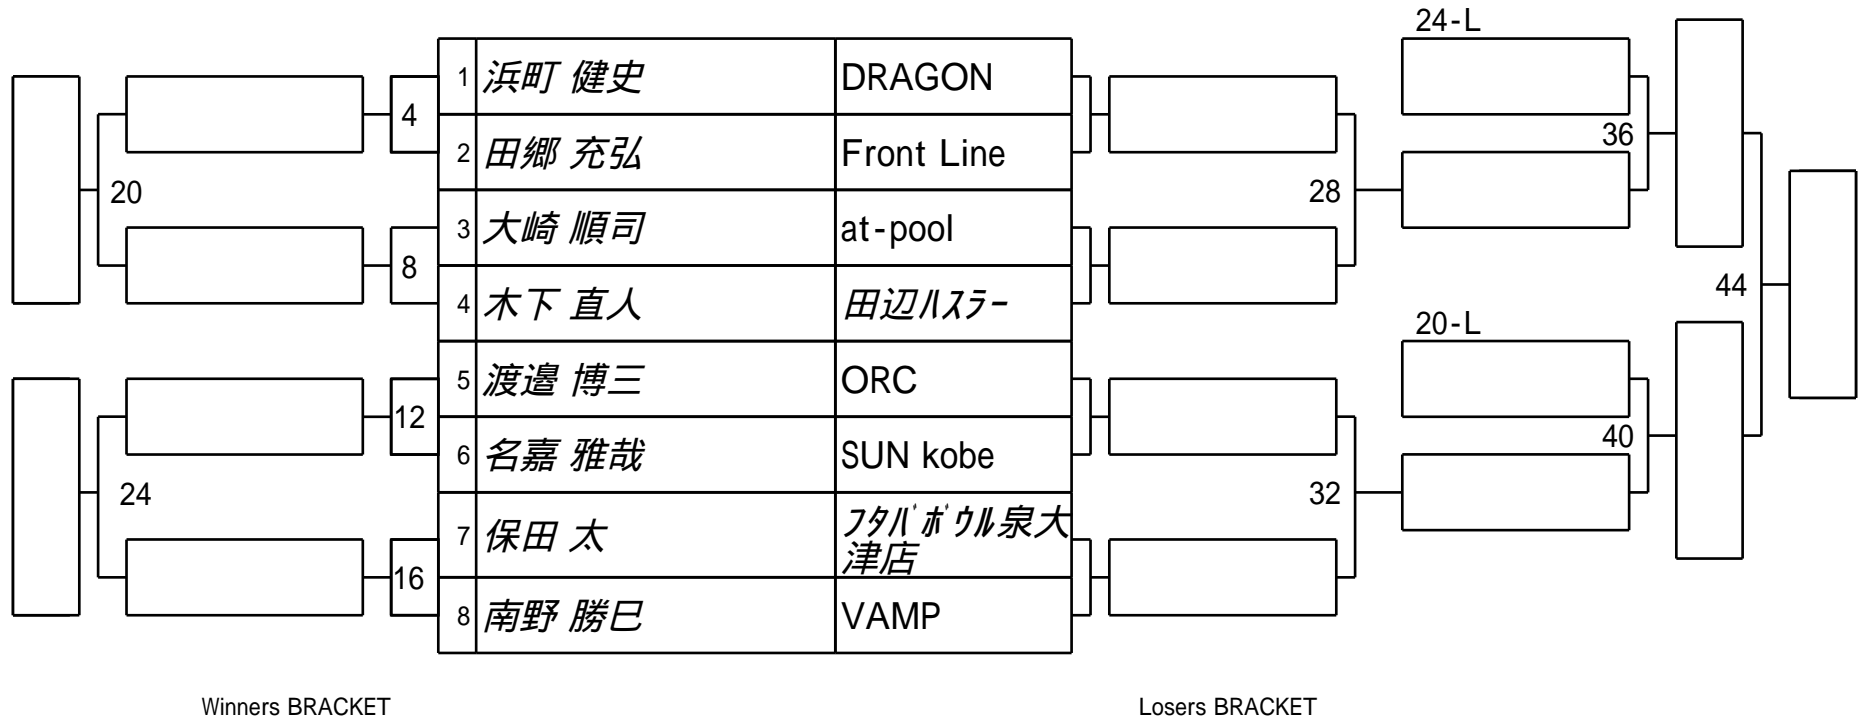 24-L
1 浜町 健史 DRAGON
4
36
2 田郷 充弘 Front Line
20
28
3 大崎 順司 at-pool
8
44
4 木下 直人 田辺ﾊｽﾗｰ
20-L
5 渡邉 博三 ORC
12
40
6 名嘉 雅哉 SUN kobe
24
32
7 保田 太 ﾌﾀﾊﾞﾎﾞｳﾙ泉大
津店
16
8 南野 勝巳 VAMP
Winners BRACKET
Losers BRACKET